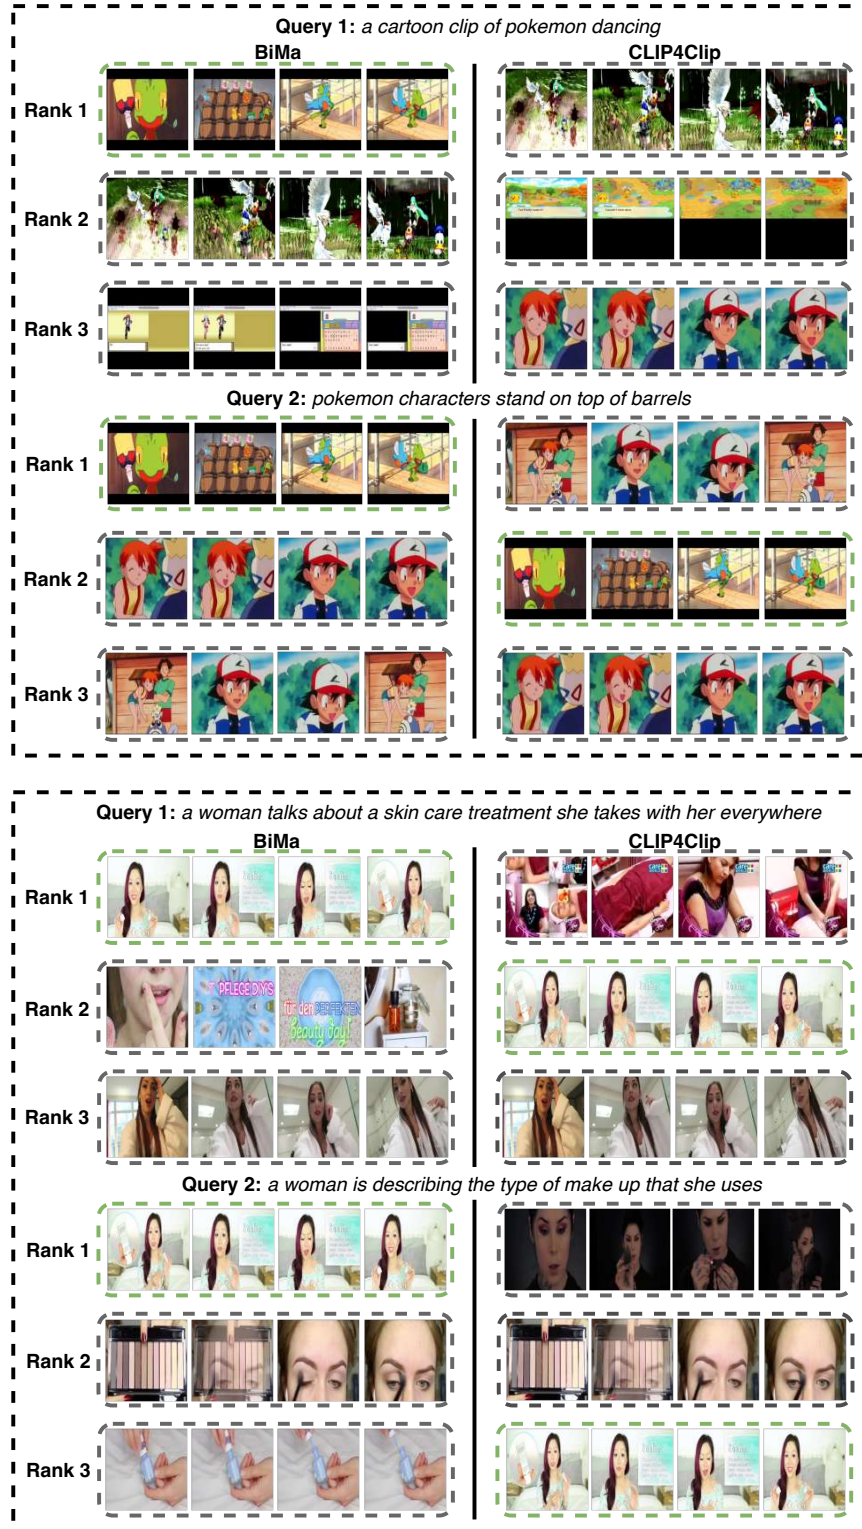 Query 1: a cartoon clip of pokemon dancing
BiMa
CLIP4Clip
Rank 1
Rank 2
Rank 3
Query 2: pokemon characters stand on top of barrels
Rank 1
Rank 2
Rank 3
Query 1: a woman talks about a skin care treatment she takes with her everywhere
BiMa
CLIP4Clip
Rank 1
Rank 2
PFLEGE DIY'S
für den PERFEKTEN
Beauty Day!
Rank 3
Query 2: a woman is describing the type of make up that she uses
Rank 1
Rank 2
Rank 3